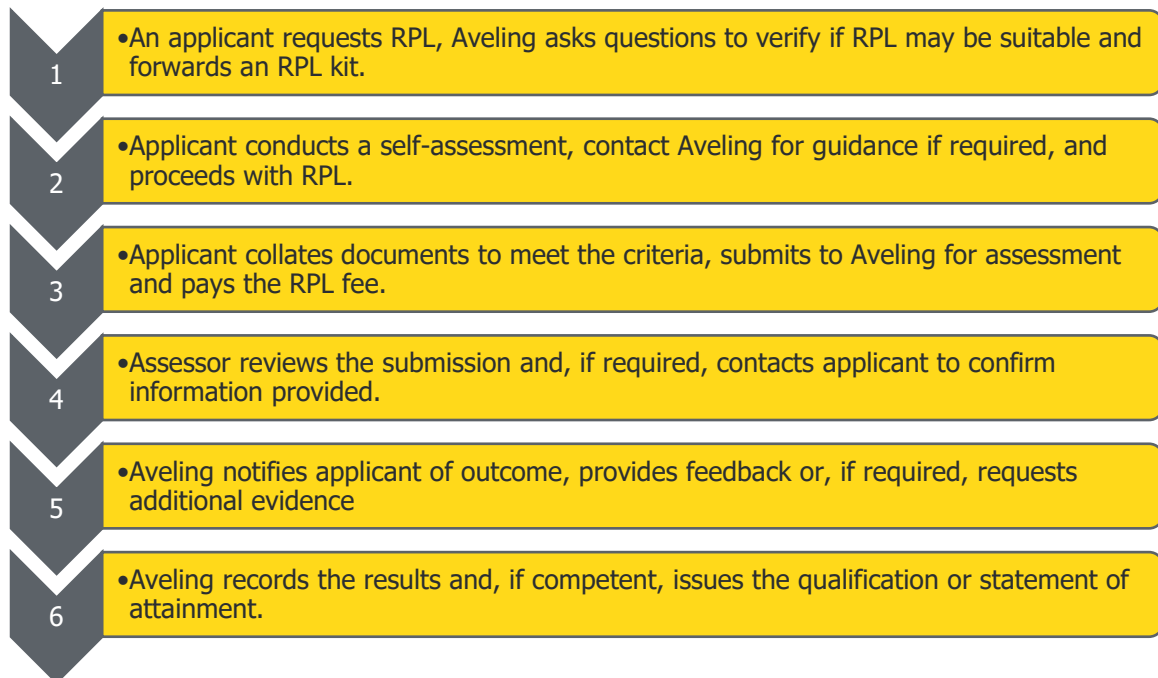 1
•An applicant requests RPL, Aveling asks questions to verify if RPL may be suitable and
forwards an RPL kit.
2
•Applicant conducts a self-assessment, contact Aveling for guidance if required, and
proceeds with RPL.
3
•Applicant collates documents to meet the criteria, submits to Aveling for assessment
and pays the RPL fee.
4
•Assessor reviews the submission and, if required, contacts applicant to confirm
information provided.
5
•Aveling notifies applicant of outcome, provides feedback or, if required, requests
additional evidence
6
•Aveling records the results and, if competent, issues the qualification or statement of
attainment.